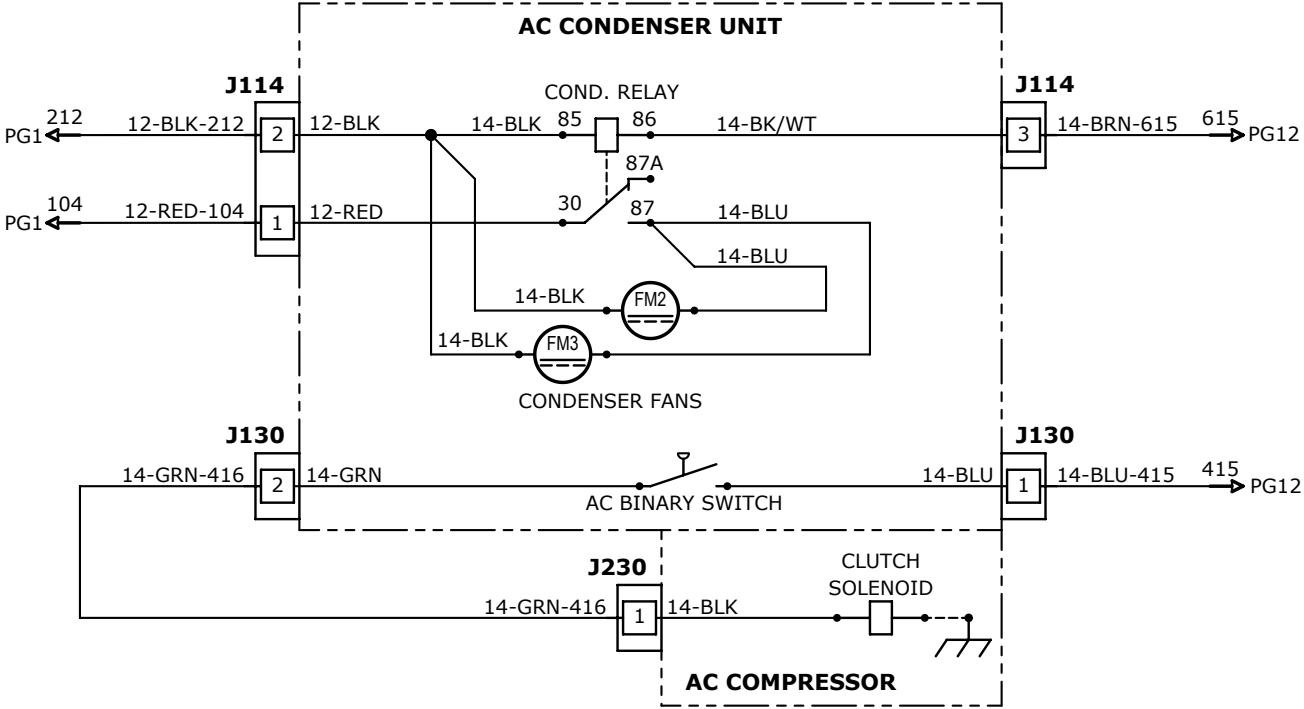 AC CONDENSER UNIT
J114
J114
COND. RELAY
212
PG1
12-BLK-212
2
12-BLK
14-BLK
85
86
14-BK/WT
3
14-BRN-615
615
PG12
87A
104
PG1
12-RED-104
1
12-RED
30
87
14-BLU
14-BLU
14-BLK
FM2
14-BLK
FM3
CONDENSER FANS
J130
J130
14-GRN-416
2
14-GRN
AC BINARY SWITCH
14-BLU
1
14-BLU-415
415
PG12
J230
CLUTCH
SOLENOID
14-GRN-416
1
14-BLK
AC COMPRESSOR